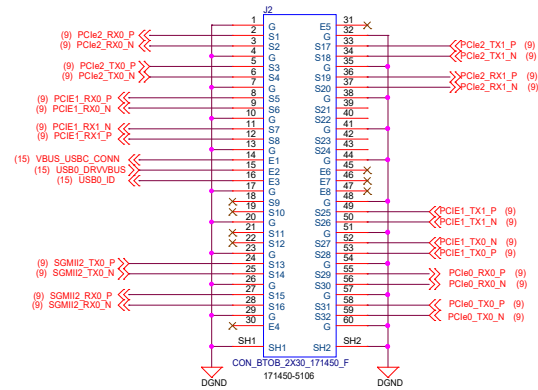 J2
1 G E5 31
(9) PCIe2_RX0_P 2 S1 G 32
(9) PCIe2_RX0_N 3 S2 S17 33 PCIe2_TX1_P (9)
4 G S18 34 PCIe2_TX1_N (9)
(9) PCIe2_TX0_P 5 S3 G 35
(9) PCIe2_TX0_N 6 S4 S19 36 PCIe2_RX1_P (9)
7 G S20 37 PCIe2_RX1_N (9)
(9) PCIE1_RX0_P 8 S5 G 38
(9) PCIE1_RX0_N 9 S6 S21 39
10 G S22 40
(9) PCIE1_RX1_N 11 S7 G 41
(9) PCIE1_RX1_P 12 S8 S23 42
13 G S24 43
(15) VBUS_USBC_CONN 14 E1 G 44
(15) USB0_DRVVBUS 15 E2 E6 45
(15) USB0_ID 16 E3 E7 46
17 G E8 47
18 S9 G 48
19 S10 S25 49 PCIE1_TX1_P (9)
20 G S26 50 PCIE1_TX1_N (9)
21 S11 G 51
22 S12 S27 52 PCIE1_TX0_N (9)
23 G S28 53 PCIE1_TX0_P (9)
(9) SGMII2_TX0_P 24 S13 G 54
(9) SGMII2_TX0_N 25 S14 S29 55 PCIe0_RX0_P (9)
26 G S30 56 PCIe0_RX0_N (9)
(9) SGMII2_RX0_P 27 S15 G 57
(9) SGMII2_RX0_N 28 S16 S31 58 PCIe0_TX0_P (9)
29 G S32 59 PCIe0_TX0_N (9)
30 E4 G 60
SH1 SH1 SH2 SH2
CON_BTOB_2X30_171450_F
171450-5106
DGND DGND